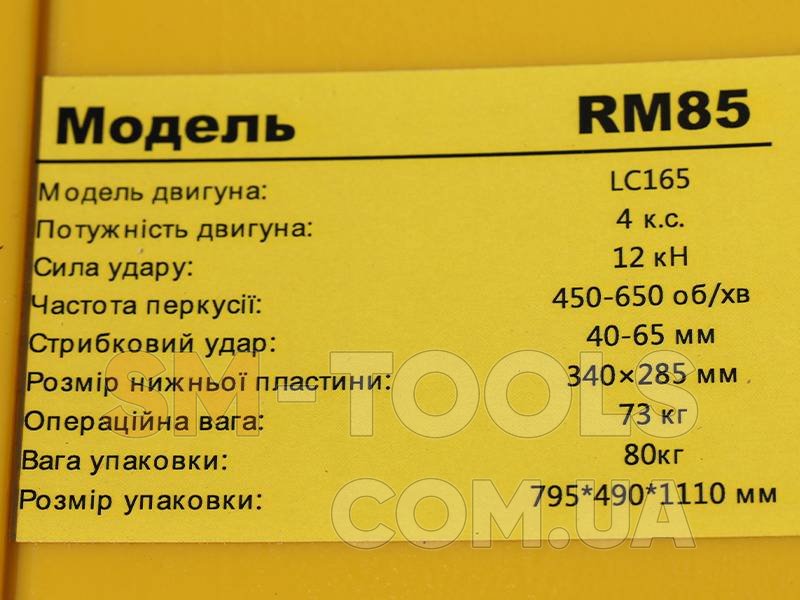 Модель RM85
Модель двигуна: LC165
Потужність двигуна: 4 к.с.
Сила удару: 12 кН
Частота перкусії: 450-650 об/хв
Стрибковий удар: 40-65 мм
Розмір нижньої пластини: 340×285 мм
Операційна вага: 73 кг
Вага упаковки: 80кг
Розмір упаковки: 795*490*1110 мм
SM-TOOLS
COM.UA